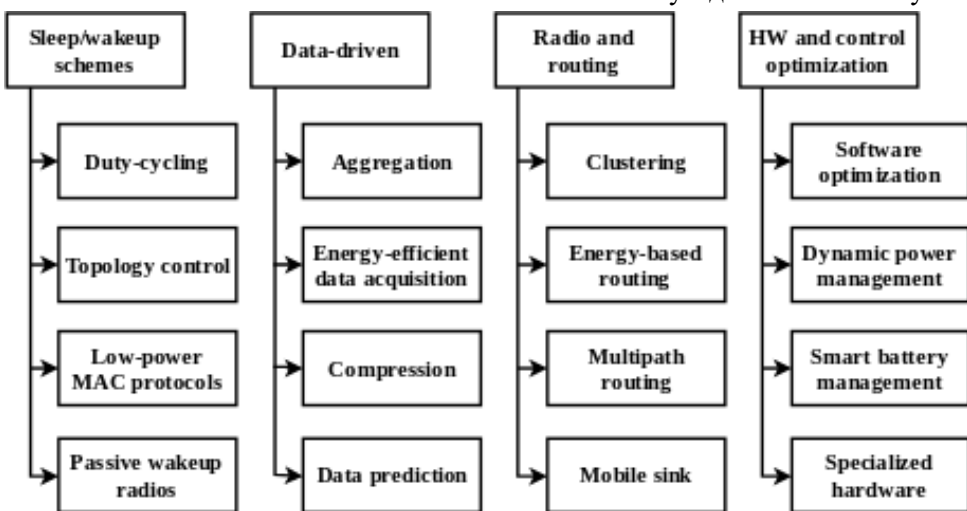 Sleep/wakeup
schemes
Duty-cycling
Topology control
Low-power
MAC protocols
Passive wakeup
radios
Data-driven
Aggregation
Energy-efficient
data acquisition
Compression
Data prediction
Radio and
routing
Clustering
Energy-based
routing
Multipath
routing
Mobile sink
HW and control
optimization
Software
optimization
Dynamic power
management
Smart battery
management
Specialized
hardware